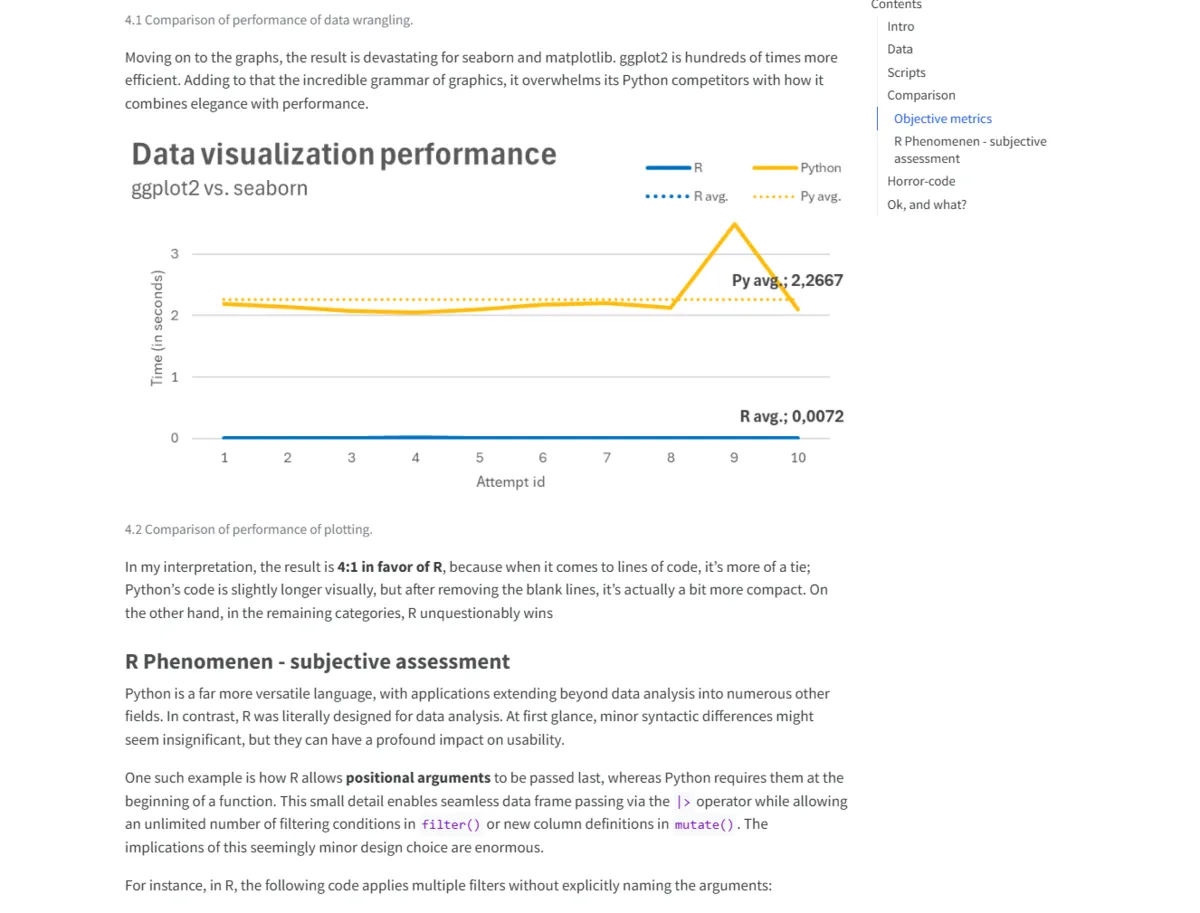 4.1 Comparison of performance of data wrangling.
Moving on to the graphs, the result is devastating for seaborn and matplotlib. ggplot2 is hundreds of times more
efficient. Adding to that the incredible grammar of graphics, it overwhelms its Python competitors with how it
combines elegance with performance.
Data visualization performance
ggplot2 vs. seaborn
R
Python
R avg.
Py avg.
Time (in seconds)
3
2
1
0
Py avg.; 2,2667
R avg.; 0,0072
1 2 3 4 5 6 7 8 9 10
Attempt id
4.2 Comparison of performance of plotting.
In my interpretation, the result is 4:1 in favor of R, because when it comes to lines of code, it's more of a tie;
Python's code is slightly longer visually, but after removing the blank lines, it's actually a bit more compact. On
the other hand, in the remaining categories, R unquestionably wins
R Phenomenen - subjective assessment
Python is a far more versatile language, with applications extending beyond data analysis into numerous other
fields. In contrast, R was literally designed for data analysis. At first glance, minor syntactic differences might
seem insignificant, but they can have a profound impact on usability.
One such example is how R allows positional arguments to be passed last, whereas Python requires them at the
beginning of a function. This small detail enables seamless data frame passing via the |> operator while allowing
an unlimited number of filtering conditions in filter() or new column definitions in mutate(). The
implications of this seemingly minor design choice are enormous.
For instance, in R, the following code applies multiple filters without explicitly naming the arguments:
Contents
Intro
Data
Scripts
Comparison
Objective metrics
R Phenomenen - subjective
assessment
Horror-code
Ok, and what?